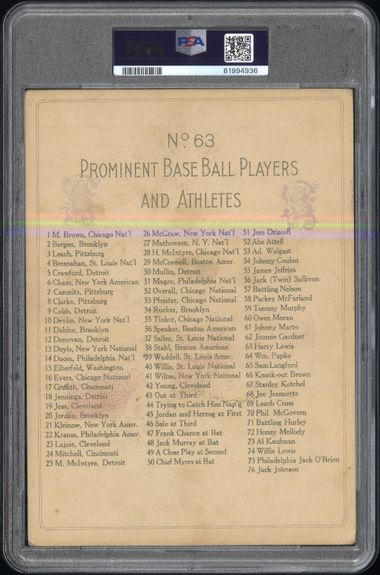 PSA
81994936
No 63
PROMINENT BASE BALL PLAYERS
AND ATHLETES
1 M. Brown, Chicago Nat'l
2 Bergen, Brooklyn
3 Leach, Pittsburg
4 Bresnahan, St. Louis Nat'l
5 Crawford, Detroit
6 Chase, New York American
7 Camnitz, Pittsburg
8 Clarke, Pittsburg
9 Cobb, Detroit
10 Devlin, New York Nat'l
11 Dahlen, Brooklyn
12 Donovan, Detroit
13 Doyle, New York National
14 Dooin, Philadelphia Nat'l
15 Elberfeld, Washington
16 Evers, Chicago National
17 Griffith, Cincinnati
18 Jennings, Detroit
19 Joss, Cleveland
20 Jordan, Brooklyn
21 Kleinow, New York Amer.
22 Krause, Philadelphia Amer.
23 Lajoie, Cleveland
24 Mitchell, Cincinnati
25 M. McIntyre, Detroit
26 McGraw, New York Nat'l
27 Mathewson, N. Y. Nat'l
28 H. McIntyre, Chicago Nat'l
29 McConnell, Boston Amer.
30 Mullin, Detroit
31 Magee, Philadelphia Nat'l
32 Overall, Chicago National
33 Pfeister, Chicago National
34 Rucker, Brooklyn
35 Tinker, Chicago National
36 Speaker, Boston American
37 Sallee, St. Louis National
38 Stahl, Boston American
39 Waddell, St. Louis Amer.
40 Willis, St. Louis National
41 Wiltse, New York National
42 Young, Cleveland
43 Out at Third
44 Trying to Catch Him Nap'g
45 Jordan and Herzog at First
46 Safe at Third
47 Frank Chance at Bat
48 Jack Murray at Bat
49 A Close Play at Second
50 Chief Myers at Bat
51 Jem Driscoll
52 Abe Attell
53 Ad. Wolgast
54 Johnny Coulon
55 James Jeffries
56 Jack (Twin) Sullivan
57 Battling Nelson
58 Packey McFarland
59 Tommy Murphy
60 Owen Moran
61 Johnny Marto
62 Jimmie Gardner
63 Harry Lewis
64 Wm. Papke
65 Sam Langford
66 Knock-out Brown
67 Stanley Ketchel
68 Joe Jeannette
69 Leach Cross
70 Phil. McGovern
71 Battling Hurley
72 Honey Mellody
73 Al Kaufman
74 Willie Lewis
75 Philadelphia Jack O'Brien
76 Jack Johnson